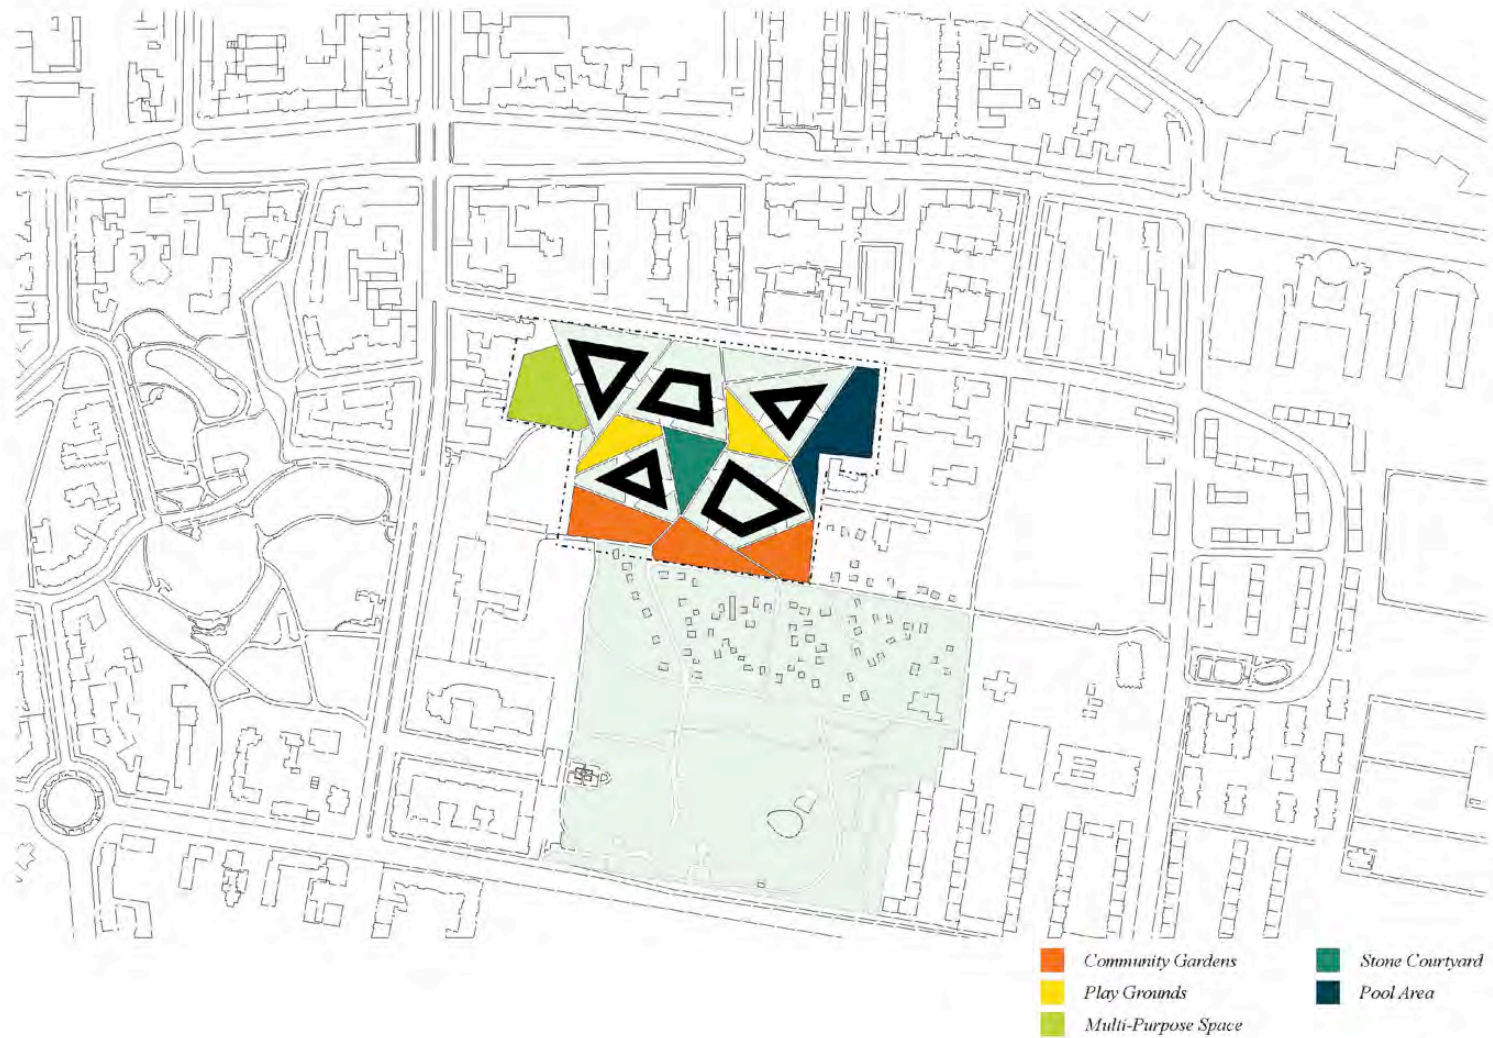 Community Gardens
Play Grounds
Multi-Purpose Space
Stone Courtyard
Pool Area